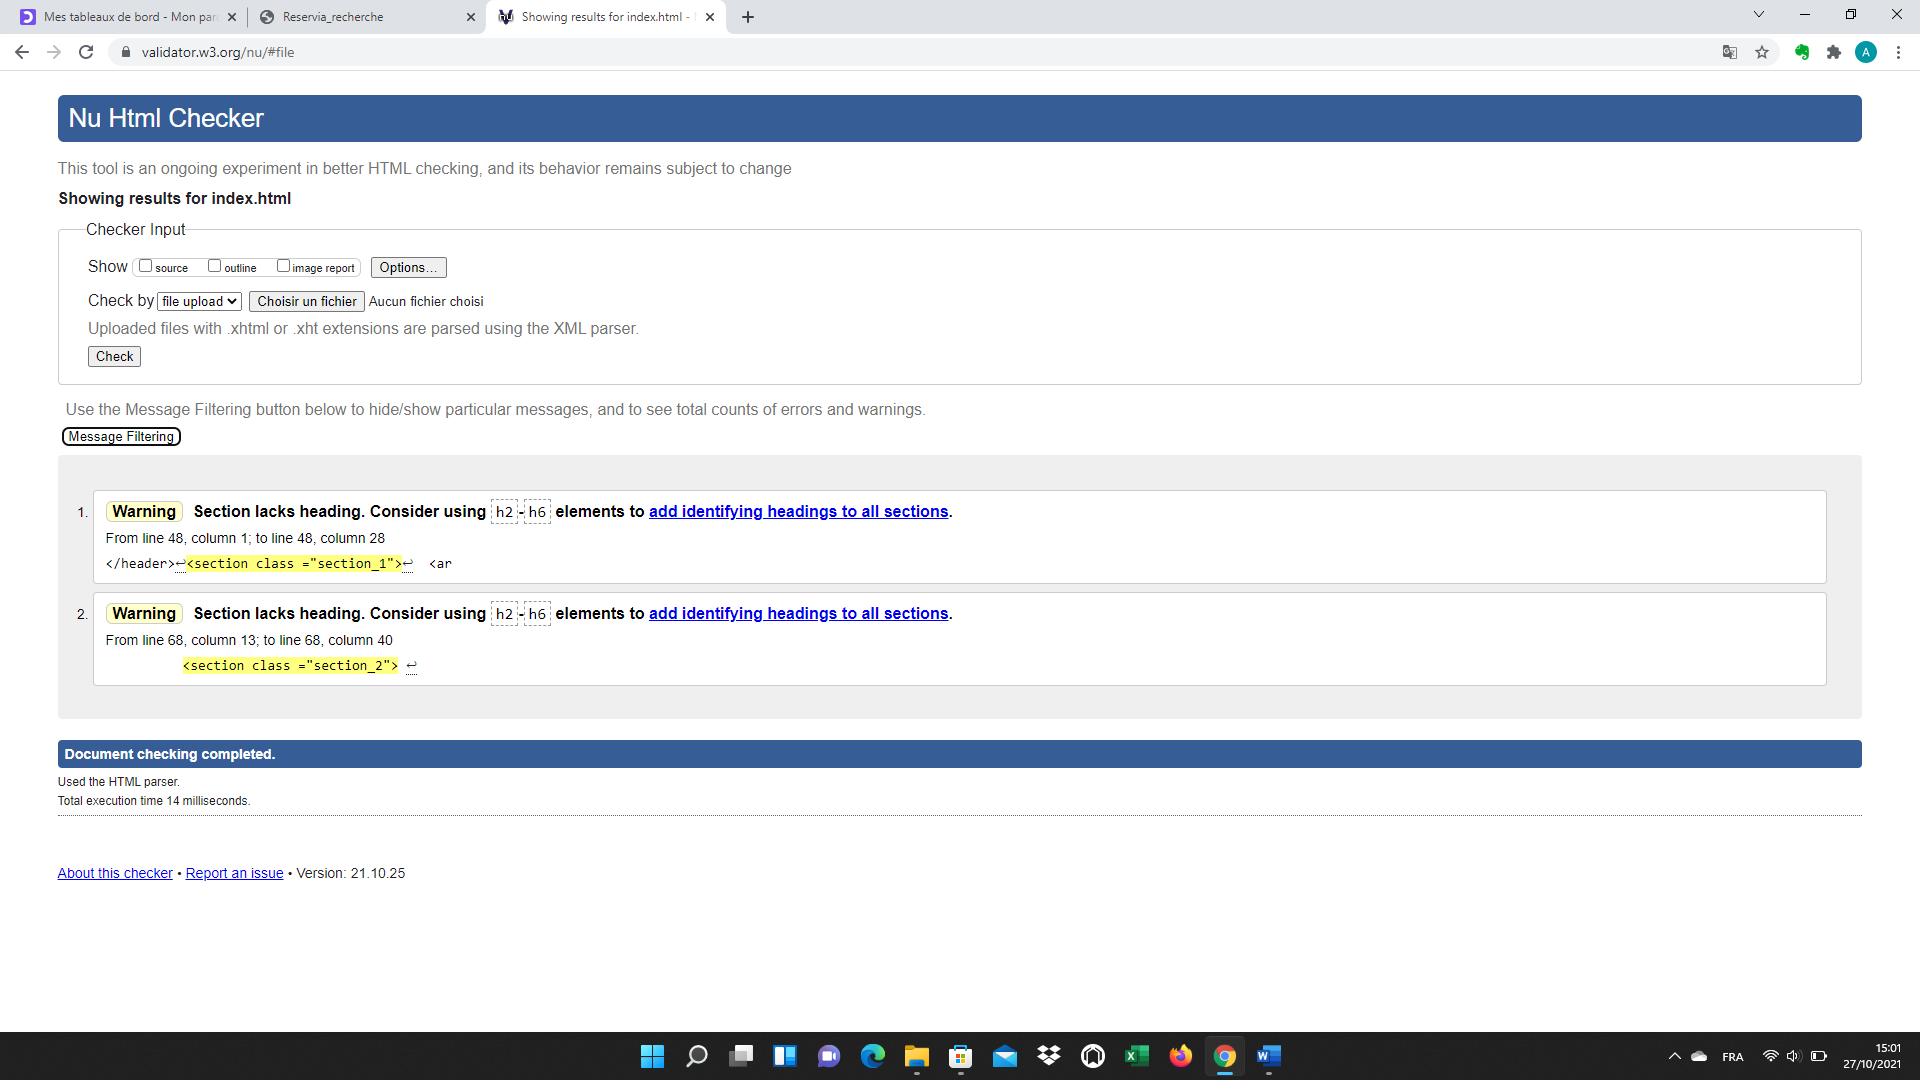 Mes tableaux de bord - Mon par
Reservia_recherche
Showing results for index.html -
validator.w3.org/nu/#file
A
Nu Html Checker
This tool is an ongoing experiment in better HTML checking, and its behavior remains subject to change
Showing results for index.html
Checker Input
Show source outline image report Options...
Check by file upload Choisir un fichier Aucun fichier choisi
Uploaded files with .xhtml or .xht extensions are parsed using the XML parser.
Check
Use the Message Filtering button below to hide/show particular messages, and to see total counts of errors and warnings.
Message Filtering
1. Warning Section lacks heading. Consider using h2-h6 elements to add identifying headings to all sections.
From line 48, column 1; to line 48, column 28
</header>↩<section class ="section_1">↩ <ar
2. Warning Section lacks heading. Consider using h2-h6 elements to add identifying headings to all sections.
From line 68, column 13; to line 68, column 40
<section class ="section_2"> ↩
Document checking completed.
Used the HTML parser.
Total execution time 14 milliseconds.
About this checker • Report an issue • Version: 21.10.25
FRA
15:01
27/10/2021